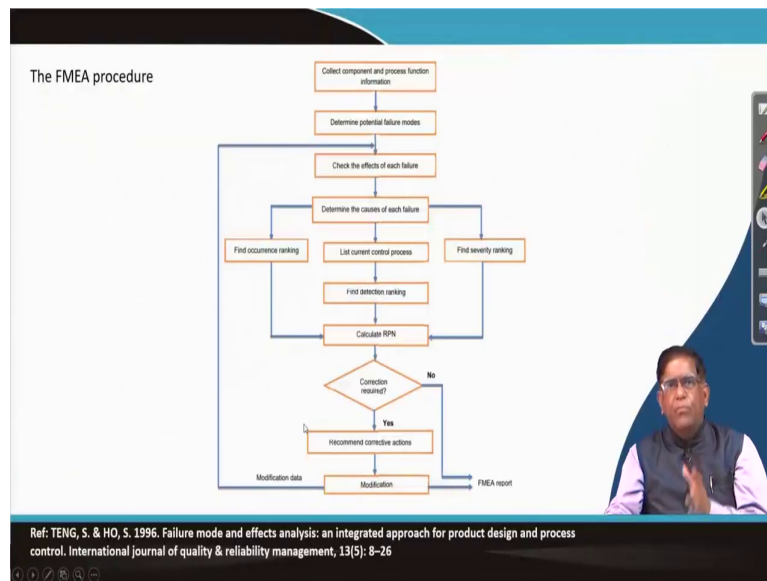 The FMEA procedure
Collect component and process function
information
Determine potential failure modes
Check the effects of each failure
Determine the causes of each failure
Find occurrence ranking
List current control process
Find severity ranking
Find detection ranking
Calculate RPN
Correction
required?
No
Yes
Recommend corrective actions
Modification data
Modification
FMEA report
Ref: TENG, S. & HO, S. 1996. Failure mode and effects analysis: an integrated approach for product design and process
control. International journal of quality & reliability management, 13(5): 8–26